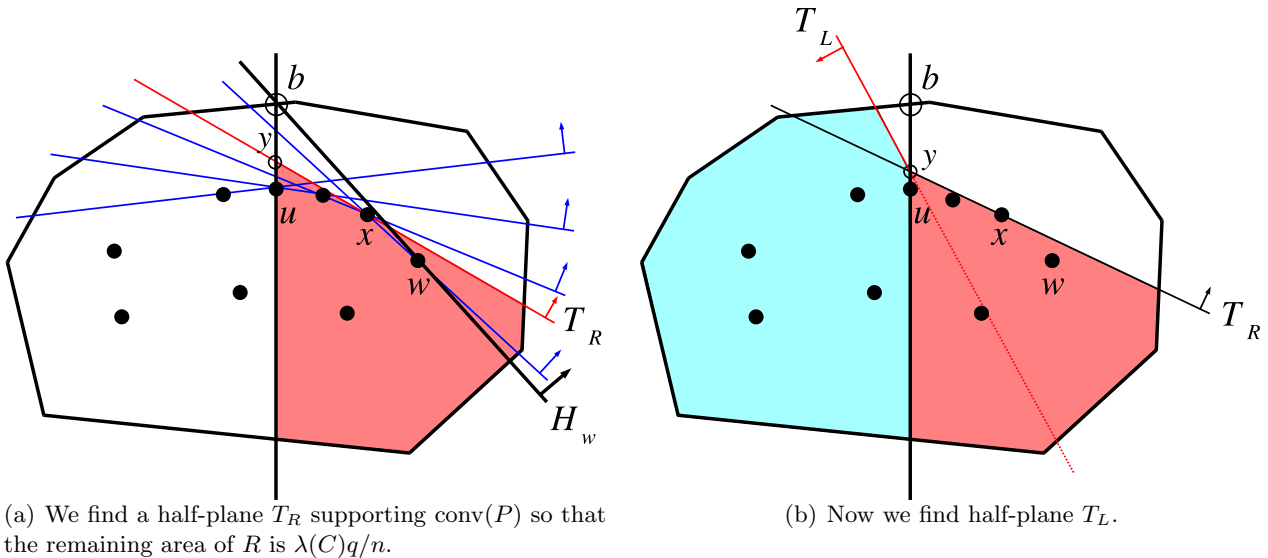 b
y
u
x
w
T_R
H_w
(a) We find a half-plane T_R supporting conv(P) so that
the remaining area of R is λ(C)q/n.
T_L
b
y
u
x
w
T_R
(b) Now we find half-plane T_L.